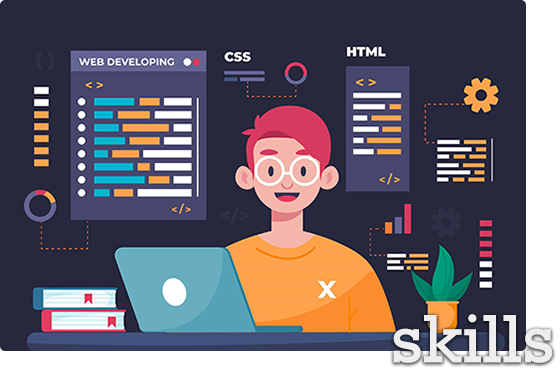 WEB DEVELOPING
CSS
HTML
< >
< >
</>
</>
</>
{ }
X
skills